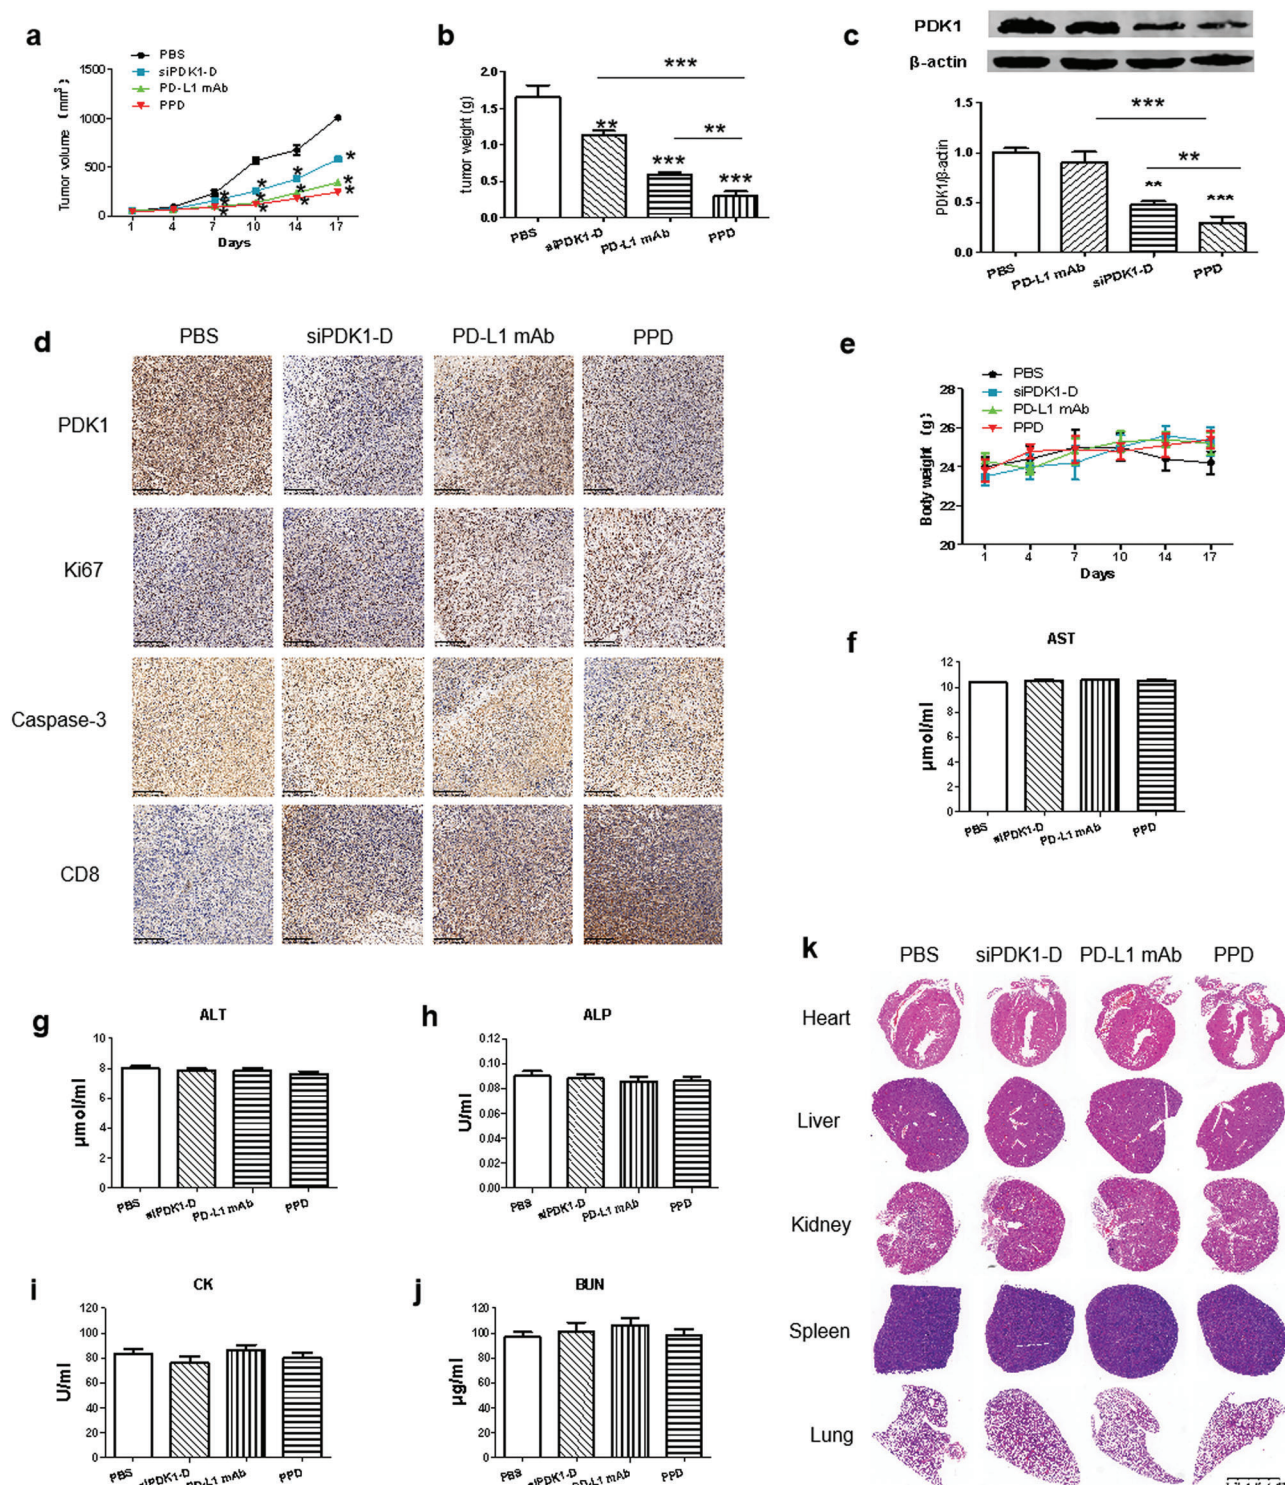 a
PBS
siPDK1-D
PD-L1 mAb
PPD
Tumor volume (mm3)
1500
1000
500
0
1 4 7 10 14 17
Days
*
*
*
*
*
*
*
*
*
*
*
*
b
tumor weight (g)
2.0
1.5
1.0
0.5
0.0
***
**
**
***
***
PBS siPDK1-D PD-L1 mAb PPD
c
PDK1
β-actin
PDK1/β-actin
1.5
1.0
0.5
0.0
***
**
**
***
PBS PD-L1 mAb siPDK1-D PPD
d
PBS siPDK1-D PD-L1 mAb PPD
PDK1
Ki67
Caspase-3
CD8
e
PBS
siPDK1-D
PD-L1 mAb
PPD
Body weight (g)
28
26
24
22
20
1 4 7 10 14 17
Days
f
AST
µmol/ml
12
10
8
6
4
2
0
PBS siPDK1-D PD-L1 mAb PPD
g
ALT
µmol/ml
10
8
6
4
2
0
PBS siPDK1-D PD-L1 mAb PPD
h
ALP
U/ml
0.12
0.09
0.06
0.04
0.02
0.00
PBS siPDK1-D PD-L1 mAb PPD
i
CK
U/ml
120
100
80
60
40
20
0
PBS siPDK1-D PD-L1 mAb PPD
j
BUN
µg/ml
120
100
80
60
40
20
0
PBS siPDK1-D PD-L1 mAb PPD
k
PBS siPDK1-D PD-L1 mAb PPD
Heart
Liver
Kidney
Spleen
Lung